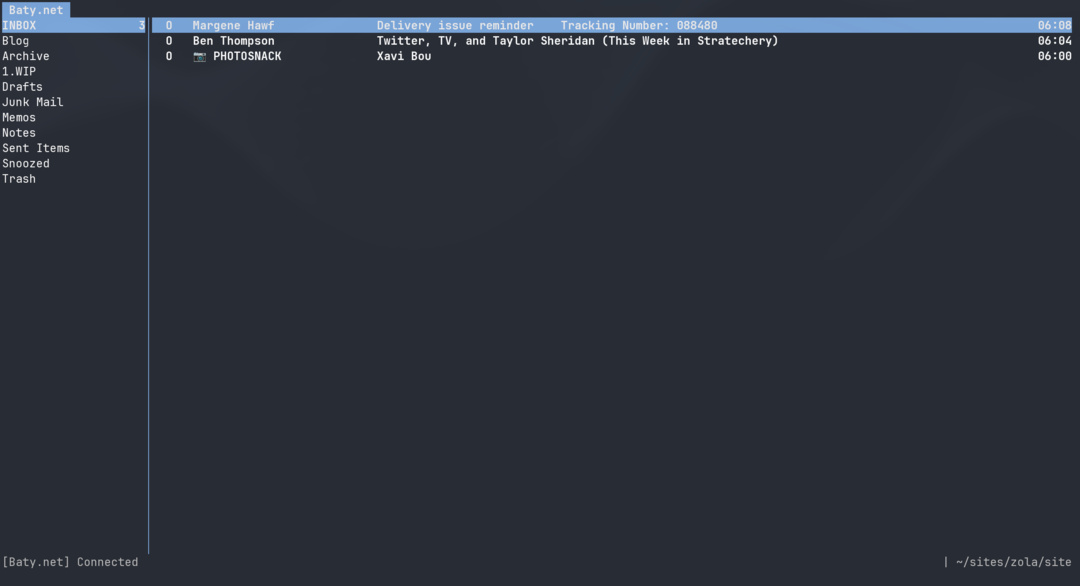 Baty.net
INBOX 3 O Margene Hawf Delivery issue reminder Tracking Number: 088480 06:08
Blog O Ben Thompson Twitter, TV, and Taylor Sheridan (This Week in Stratechery) 06:04
Archive O 📷 PHOTOSNACK Xavi Bou 06:00
1.WIP
Drafts
Junk Mail
Memos
Notes
Sent Items
Snoozed
Trash
[Baty.net] Connected | ~/sites/zola/site